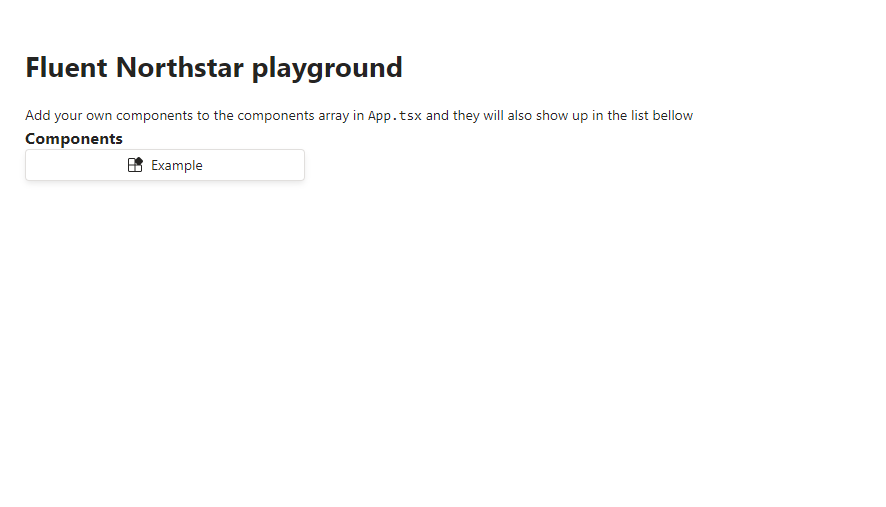 Fluent Northstar playground
Add your own components to the components array in App.tsx and they will also show up in the list bellow
Components
Example